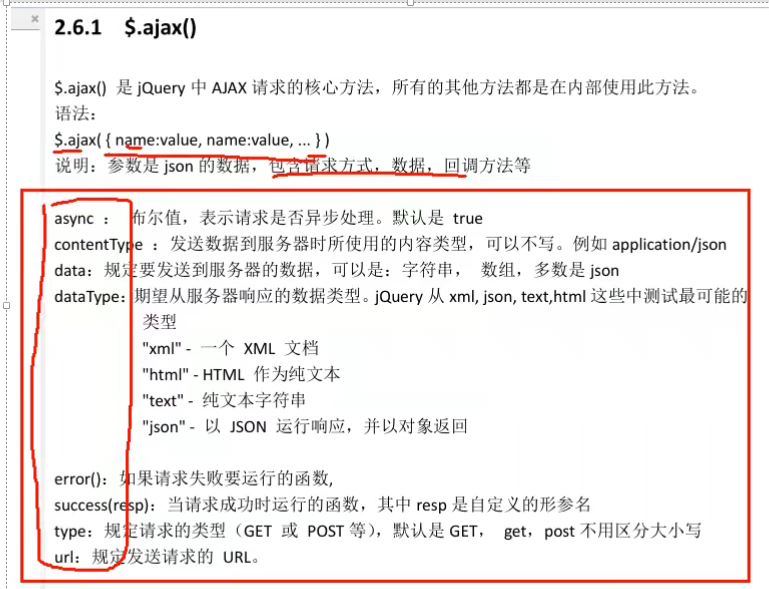 2.6.1 $.ajax()
$.ajax() 是 jQuery 中 AJAX 请求的核心方法，所有的其他方法都是在内部使用此方法。
语法：
$.ajax( { name:value, name:value, ... } )
说明：参数是 json 的数据，包含请求方式，数据，回调方法等
async ： 布尔值，表示请求是否异步处理。默认是 true
contentType ：发送数据到服务器时所使用的内容类型，可以不写。例如 application/json
data：规定要发送到服务器的数据，可以是：字符串， 数组，多数是 json
dataType：期望从服务器响应的数据类型。jQuery 从 xml, json, text,html 这些中测试最可能的
类型
"xml" - 一个 XML 文档
"html" - HTML 作为纯文本
"text" - 纯文本字符串
"json" - 以 JSON 运行响应，并以对象返回
error()：如果请求失败要运行的函数,
success(resp)：当请求成功时运行的函数，其中 resp 是自定义的形参名
type：规定请求的类型（GET 或 POST 等），默认是 GET， get，post 不用区分大小写
url：规定发送请求的 URL。